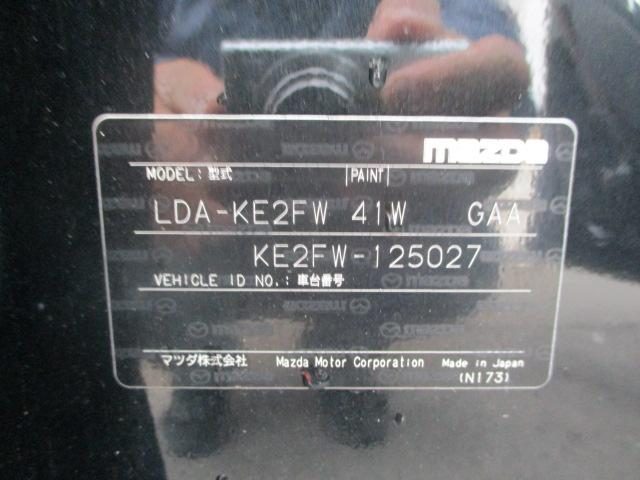 mazda
MODEL: 型式 PAINT
LDA-KE2FW 41W GAA
KE2FW-125027
VEHICLE ID NO.: 車台番号
マツダ株式会社 Mazda Motor Corporation Made in Japan
(N173)